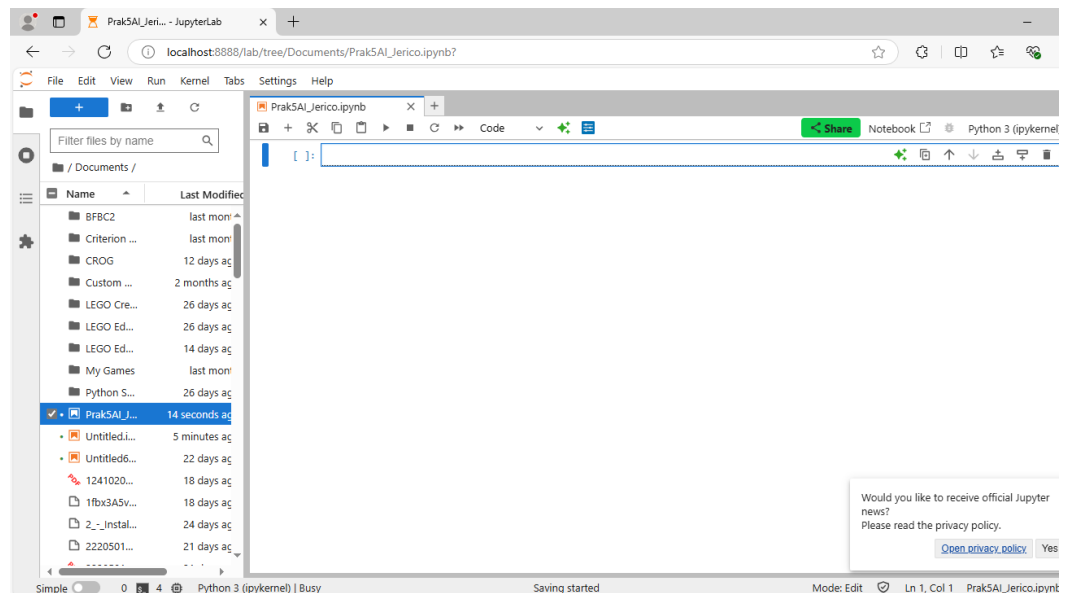 Prak5AI_Jeri... - JupyterLab
localhost:8888/lab/tree/Documents/Prak5AI_Jerico.ipynb?
File Edit View Run Kernel Tabs Settings Help
Prak5AI_Jerico.ipynb
Code
Share Notebook Python 3 (ipykernel
Filter files by name
/ Documents /
[ ]:
Name Last Modified
BFBC2 last mont
Criterion ... last mont
CROG 12 days ag
Custom ... 2 months ag
LEGO Cre... 26 days ag
LEGO Ed... 26 days ag
LEGO Ed... 14 days ag
My Games last mont
Python S... 26 days ag
Prak5AI_J... 14 seconds ag
Untitled.i... 5 minutes ag
Untitled6... 22 days ag
1241020... 18 days ag
1fbx3A5v... 18 days ag
2_-_Instal... 24 days ag
2220501... 21 days ag
Would you like to receive official Jupyter
news?
Please read the privacy policy.
Open privacy policy Yes
Simple 0 4 Python 3 (ipykernel) | Busy Saving started Mode: Edit Ln 1, Col 1 Prak5AI_Jerico.ipynb